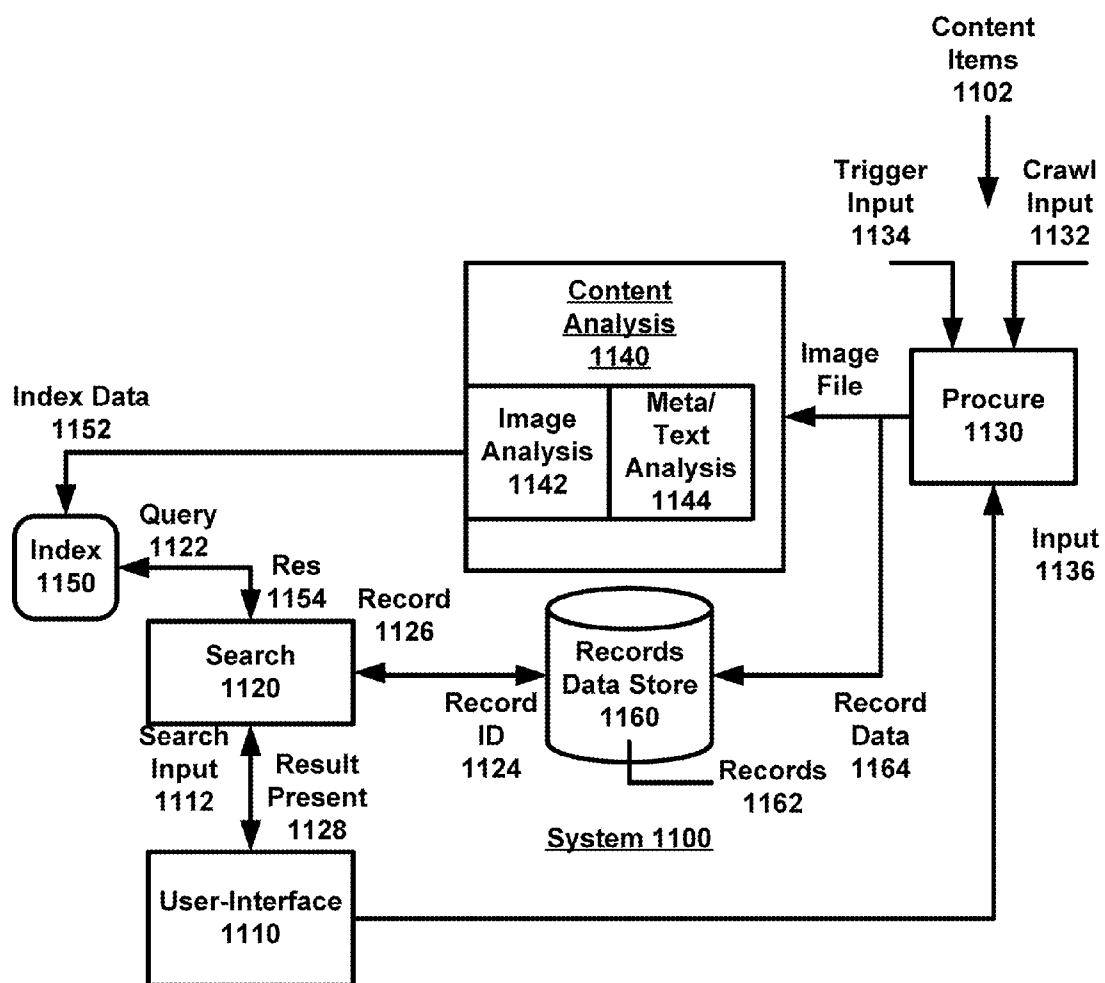 Content
Items
1102
Trigger
Input
1134
Crawl
Input
1132
Content
Analysis
1140
Image
File
Procure
1130
Image
Analysis
1142
Meta/
Text
Analysis
1144
Index Data
1152
Index
1150
Query
1122
Res
1154
Input
1136
Search
1120
Record
1126
Records
Data Store
1160
Record
ID
1124
Record
Data
1164
Records
1162
Search
Input
1112
Result
Present
1128
System 1100
User-Interface
1110